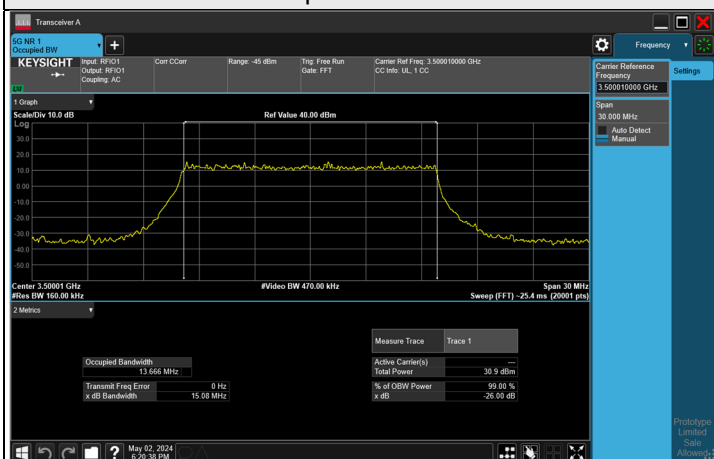 Transceiver A
5G NR 1
Occupied BW
Frequency
KEYSIGHT
Input: RFIO1
Output: RFIO1
Coupling: AC
Corr CCorr
Range: -45 dBm
Trig: Free Run
Gate: FFT
Carrier Ref Freq: 3.500010000 GHz
CC Info: UL, 1 CC
LXI
Carrier Reference
Frequency
3.500010000 GHz
Settings
Span
30.000 MHz
Auto Detect
Manual
1 Graph
Scale/Div 10.0 dB
Ref Value 40.00 dBm
Log
30.0
20.0
10.0
0.00
-10.0
-20.0
-30.0
-40.0
-50.0
Center 3.50001 GHz
#Video BW 470.00 kHz
Span 30 MHz
#Res BW 160.00 kHz
Sweep (FFT) ~25.4 ms (20001 pts)
2 Metrics
Measure Trace
Trace 1
Occupied Bandwidth
13.666 MHz
Active Carrier(s)
---
Total Power
30.9 dBm
Transmit Freq Error
0 Hz
x dB Bandwidth
15.08 MHz
% of OBW Power
99.00 %
x dB
-26.00 dB
Prototype
Limited
Sale
Allowed
May 02, 2024
6:20:38 PM